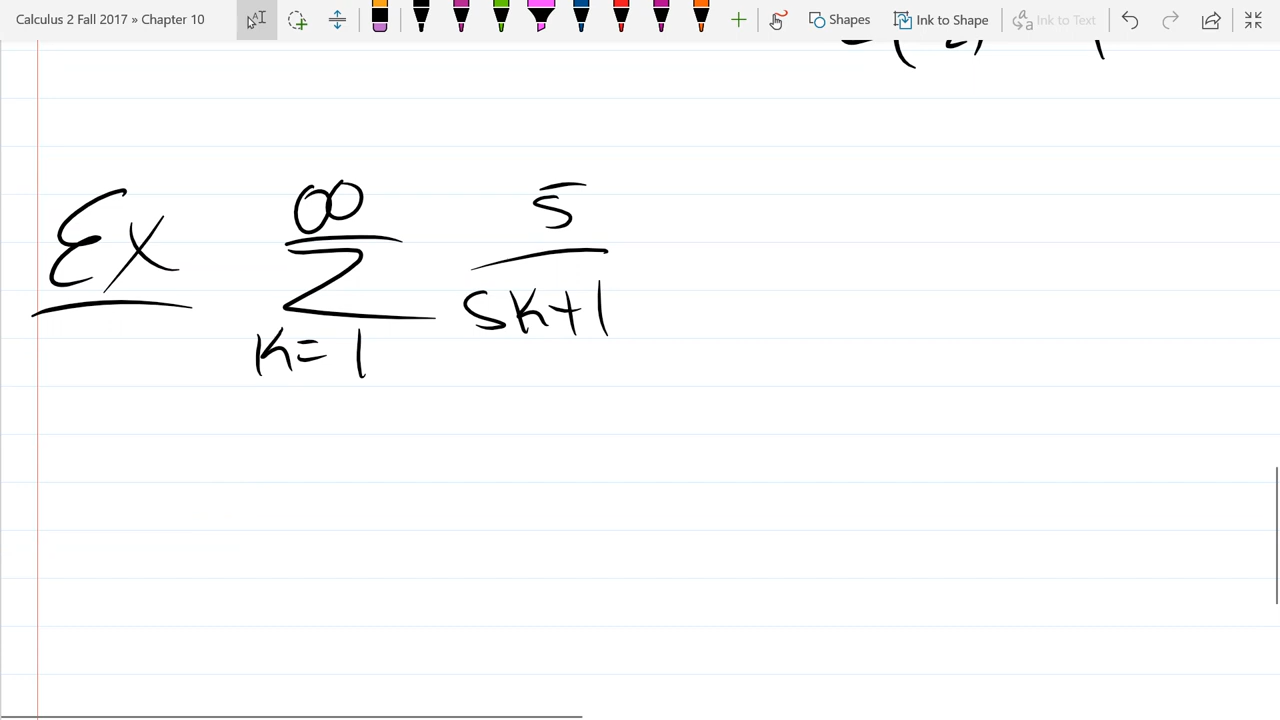 Calculus 2 Fall 2017 » Chapter 10
Shapes
Ink to Shape
Ink to Text
EX ∞ Σ k=1 5/(5k+1)